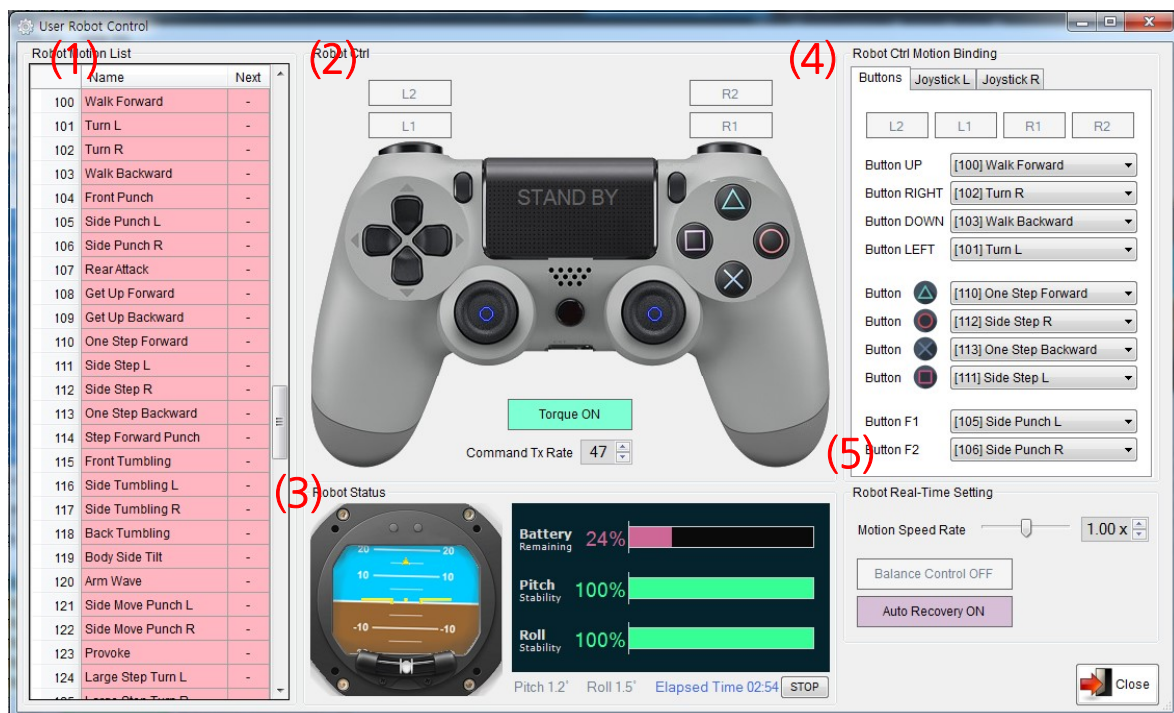 User Robot Control
(1)
Robot Motion List
Name Next
100 Walk Forward -
101 Turn L -
102 Turn R -
103 Walk Backward -
104 Front Punch -
105 Side Punch L -
106 Side Punch R -
107 Rear Attack -
108 Get Up Forward -
109 Get Up Backward -
110 One Step Forward -
111 Side Step L -
112 Side Step R -
113 One Step Backward -
114 Step Forward Punch -
115 Front Tumbling -
116 Side Tumbling L -
117 Side Tumbling R -
118 Back Tumbling -
119 Body Side Tilt -
120 Arm Wave -
121 Side Move Punch L -
122 Side Move Punch R -
123 Provoke -
124 Large Step Turn L -
125 Large Step Turn R -
(2)
Robot Ctrl
L2 R2
L1 R1
STAND BY
Torque ON
Command Tx Rate 47
(3)
Robot Status
20 20
10 10
-10 -10
Battery
Remaining
24%
Pitch
Stability
100%
Roll
Stability
100%
Pitch 1.2˚ Roll 1.5˚ Elapsed Time 02:54 STOP
(4)
Robot Ctrl Motion Binding
Buttons Joystick L Joystick R
L2 L1 R1 R2
Button UP [100] Walk Forward
Button RIGHT [102] Turn R
Button DOWN [103] Walk Backward
Button LEFT [101] Turn L
Button [110] One Step Forward
Button [112] Side Step R
Button [113] One Step Backward
Button [111] Side Step L
Button F1 [105] Side Punch L
Button F2 [106] Side Punch R
(5)
Robot Real-Time Setting
Motion Speed Rate 1.00 x
Balance Control OFF
Auto Recovery ON
Close